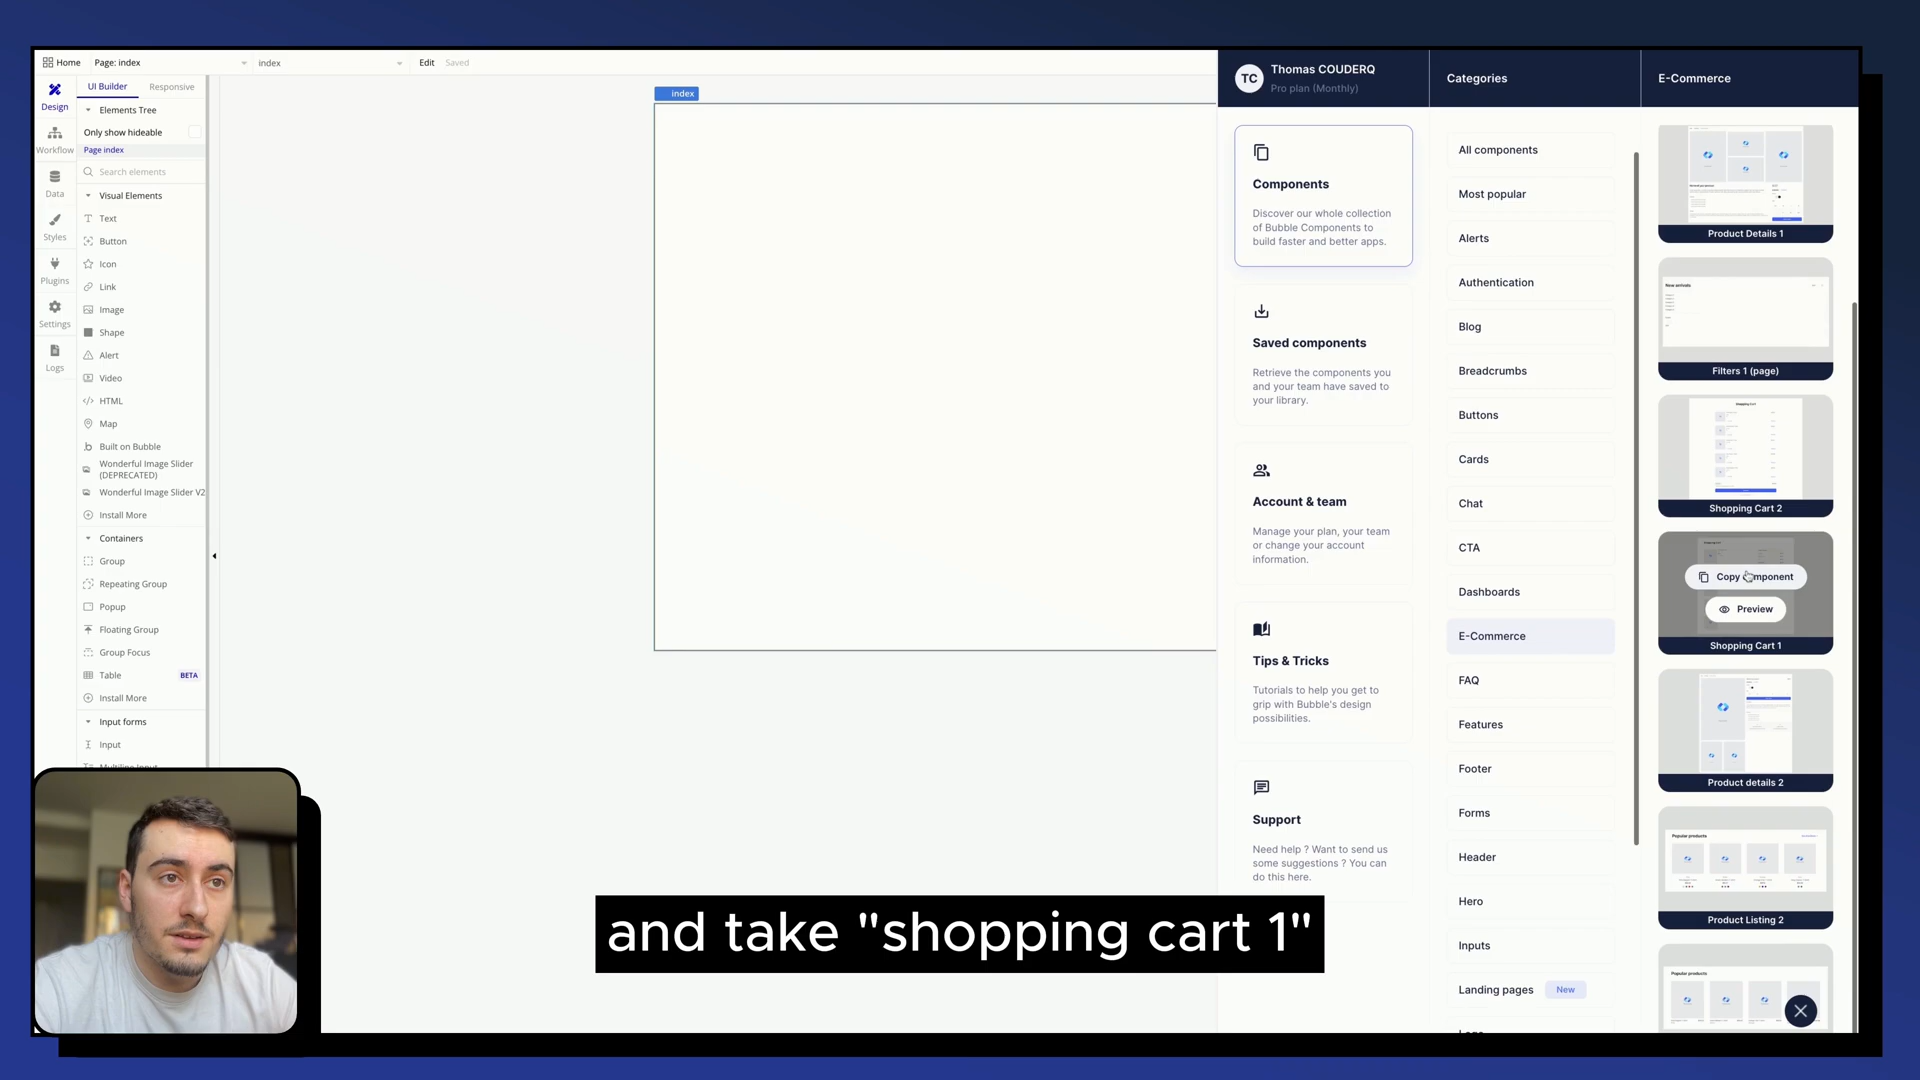 Home
Page: index
index
Edit
Saved
Design
Workflow
Data
Styles
Plugins
Settings
Logs
UI Builder
Responsive
Elements Tree
Only show hideable
Page index
Search elements
Visual Elements
Text
Button
Icon
Link
Image
Shape
Alert
Video
HTML
Map
Built on Bubble
Wonderful Image Slider
(DEPRECATED)
Wonderful Image Slider V2
Install More
Containers
Group
Repeating Group
Popup
Floating Group
Group Focus
Table BETA
Install More
Input forms
Input
Multiline Input
index
TC
Thomas COUDERQ
Pro plan (Monthly)
Components
Discover our whole collection
of Bubble Components to
build faster and better apps.
Saved components
Retrieve the components you
and your team have saved to
your library.
Account & team
Manage your plan, your team
or change your account
information.
Tips & Tricks
Tutorials to help you get to
grip with Bubble's design
possibilities.
Support
Need help ? Want to send us
some suggestions ? You can
do this here.
Categories
All components
Most popular
Alerts
Authentication
Blog
Breadcrumbs
Buttons
Cards
Chat
CTA
Dashboards
E-Commerce
FAQ
Features
Footer
Forms
Header
Hero
Inputs
Landing pages New
E-Commerce
Product Details 1
New arrivals
Filters 1 (page)
Shopping Cart
Shopping Cart 2
Copy component
Preview
Shopping Cart 1
Product details 2
Popular products
Product Listing 2
Popular products
and take "shopping cart 1"